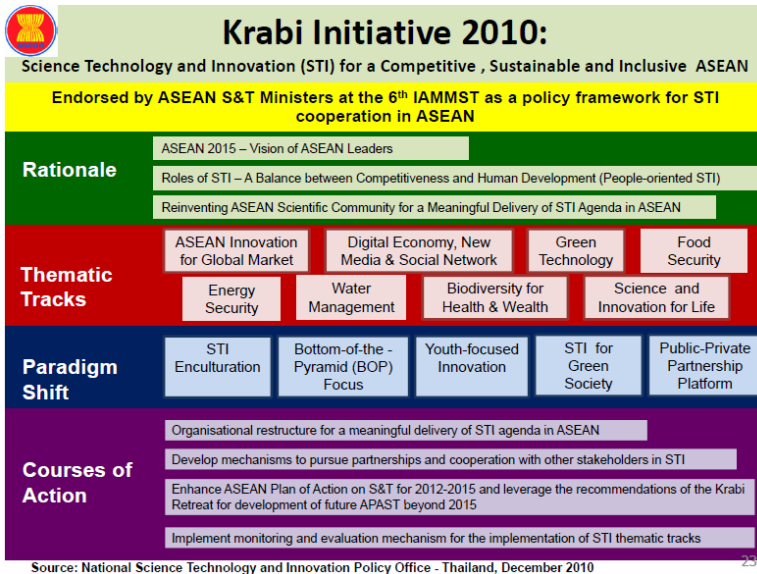 Krabi Initiative 2010:
Science Technology and Innovation (STI) for a Competitive , Sustainable and Inclusive ASEAN
Endorsed by ASEAN S&T Ministers at the 6th IAMMST as a policy framework for STI
cooperation in ASEAN
Rationale
ASEAN 2015 – Vision of ASEAN Leaders
Roles of STI – A Balance between Competitiveness and Human Development (People-oriented STI)
Reinventing ASEAN Scientific Community for a Meaningful Delivery of STI Agenda in ASEAN
Thematic
Tracks
ASEAN Innovation
for Global Market
Digital Economy, New
Media & Social Network
Green
Technology
Food
Security
Energy
Security
Water
Management
Biodiversity for
Health & Wealth
Science and
Innovation for Life
Paradigm
Shift
STI
Enculturation
Bottom-of-the -
Pyramid (BOP)
Focus
Youth-focused
Innovation
STI for
Green
Society
Public-Private
Partnership
Platform
Courses of
Action
Organisational restructure for a meaningful delivery of STI agenda in ASEAN
Develop mechanisms to pursue partnerships and cooperation with other stakeholders in STI
Enhance ASEAN Plan of Action on S&T for 2012-2015 and leverage the recommendations of the Krabi
Retreat for development of future APAST beyond 2015
Implement monitoring and evaluation mechanism for the implementation of STI thematic tracks
23
Source: National Science Technology and Innovation Policy Office - Thailand, December 2010